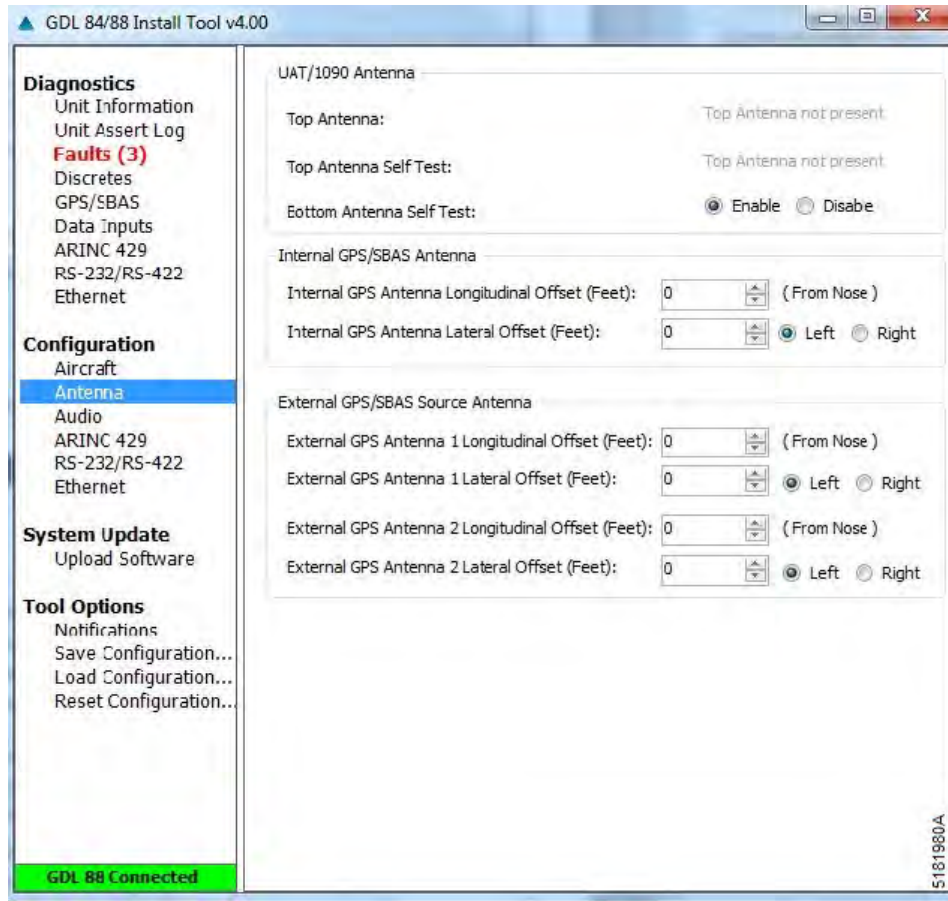 GDL 84/88 Install Tool v4.00
Diagnostics
Unit Information
Unit Assert Log
Faults (3)
Discretes
GPS/SBAS
Data Inputs
ARINC 429
RS-232/RS-422
Ethernet
Configuration
Aircraft
Antenna
Audio
ARINC 429
RS-232/RS-422
Ethernet
System Update
Upload Software
Tool Options
Notifications
Save Configuration...
Load Configuration...
Reset Configuration...
GDL 88 Connected
UAT/1090 Antenna
Top Antenna: Top Antenna not present
Top Antenna Self Test: Top Antenna not present
Bottom Antenna Self Test: Enable Disabe
Internal GPS/SBAS Antenna
Internal GPS Antenna Longitudinal Offset (Feet): 0 ( From Nose )
Internal GPS Antenna Lateral Offset (Feet): 0 Left Right
External GPS/SBAS Source Antenna
External GPS Antenna 1 Longitudinal Offset (Feet): 0 ( From Nose )
External GPS Antenna 1 Lateral Offset (Feet): 0 Left Right
External GPS Antenna 2 Longitudinal Offset (Feet): 0 ( From Nose )
External GPS Antenna 2 Lateral Offset (Feet): 0 Left Right
5181980A